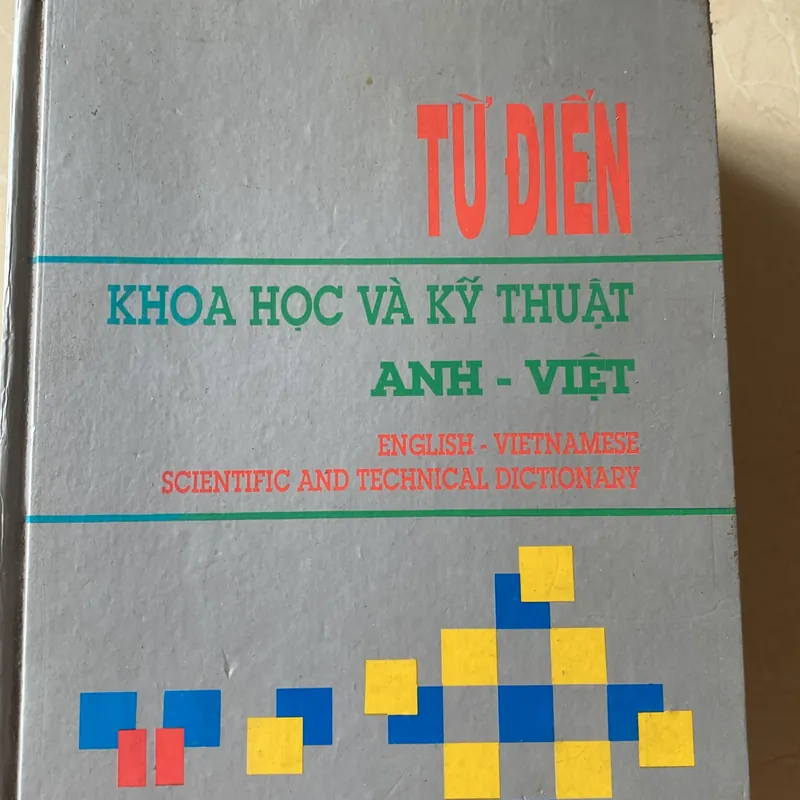 TỪ ĐIỂN
KHOA HỌC VÀ KỸ THUẬT
ANH - VIỆT
ENGLISH - VIETNAMESE
SCIENTIFIC AND TECHNICAL DICTIONARY